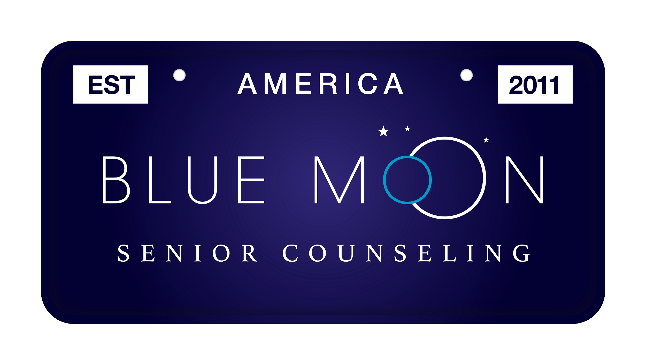 EST AMERICA 2011
BLUE MOON
SENIOR COUNSELING